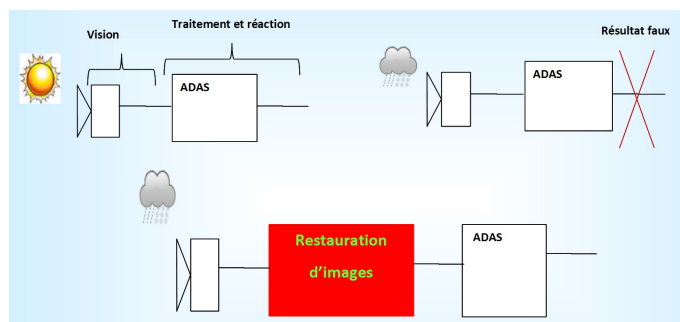 Traitement et réaction
Vision
Résultat faux
ADAS
ADAS
Restauration
d’images
ADAS